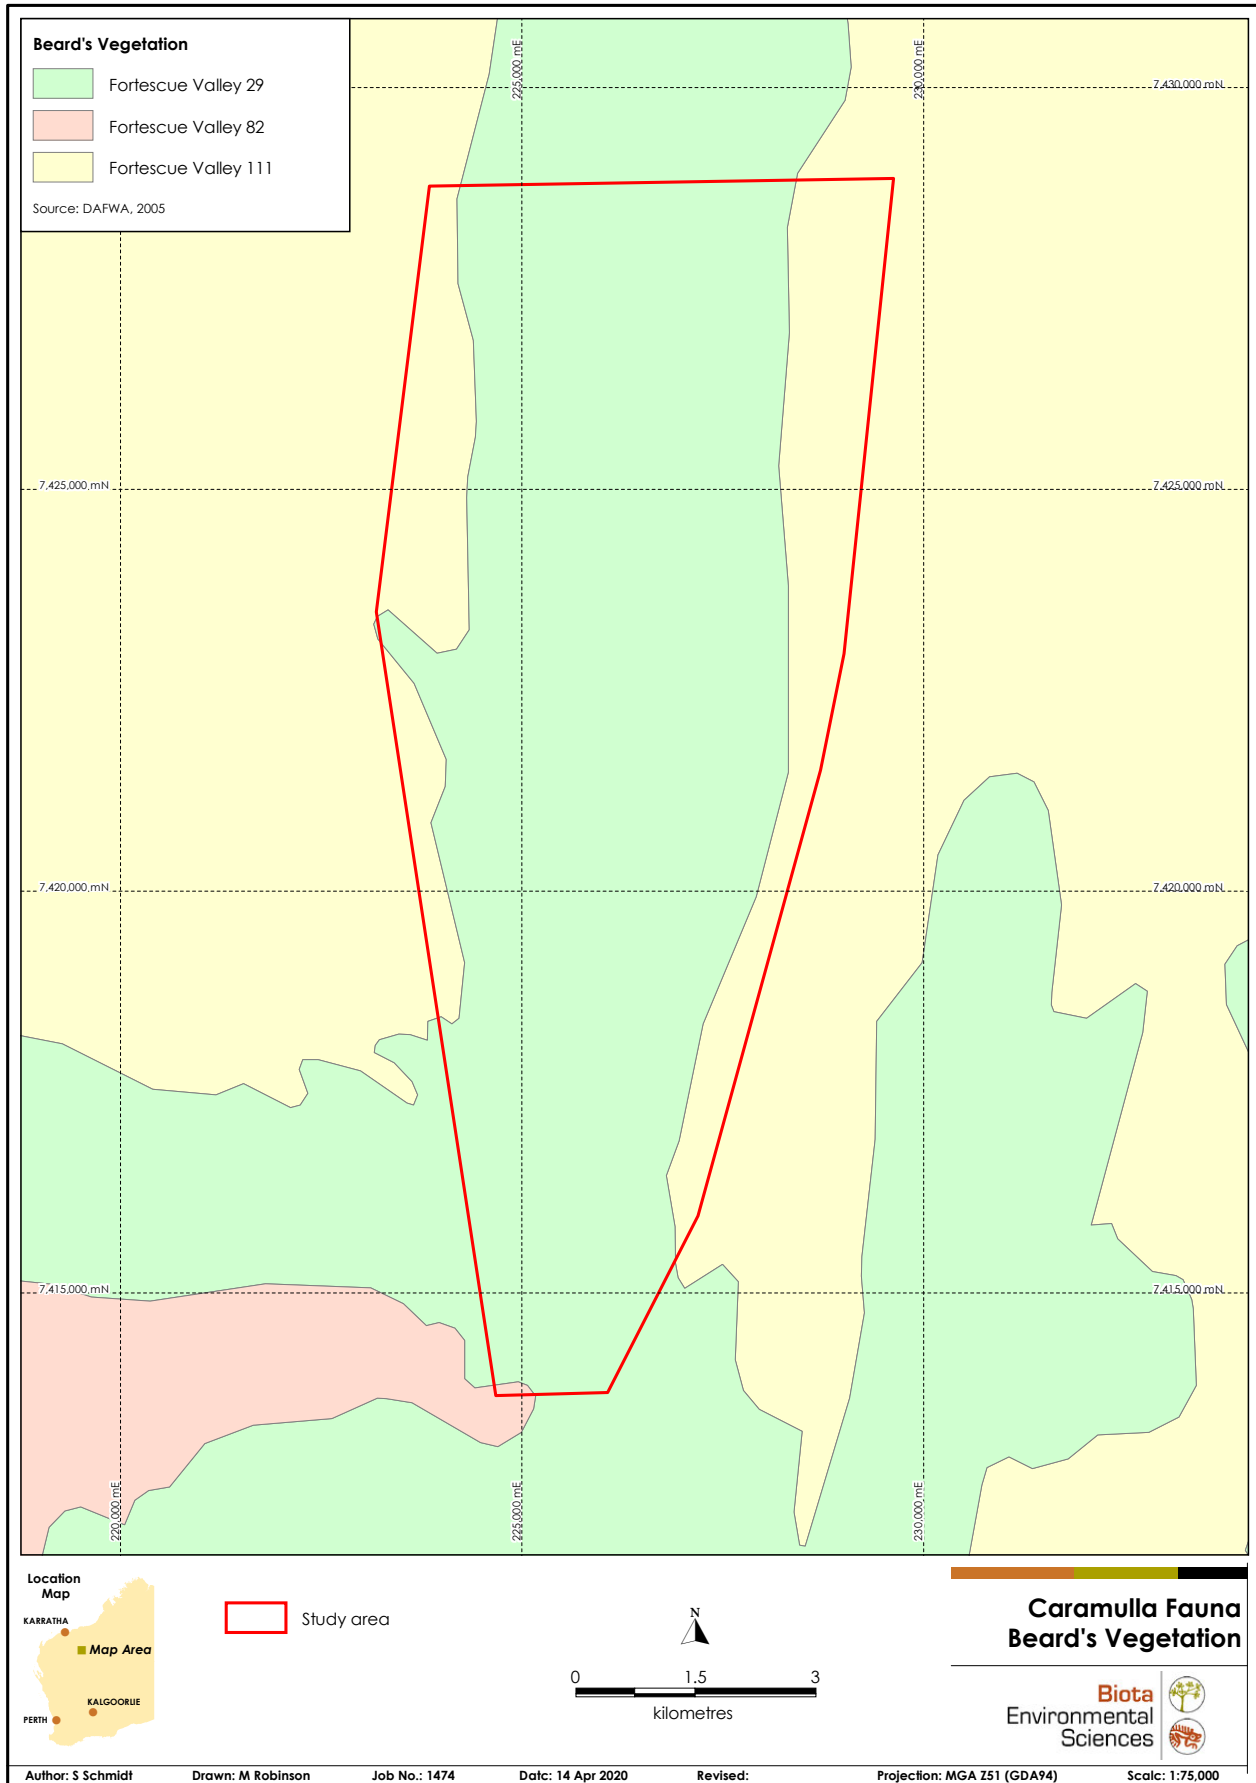 Beard's Vegetation
Fortescue Valley 29
Fortescue Valley 82
Fortescue Valley 111
Source: DAFWA, 2005
225,000 mE
230,000 mE
7,430,000 mN
7,425,000 mN
7,425,000 mN
7,420,000 mN
7,420,000 mN
7,415,000 mN
7,415,000 mN
220,000 mE
225,000 mE
230,000 mE
Location
Map
KARRATHA
Map Area
KALGOORLIE
PERTH
Study area
N
0 1.5 3
kilometres
Caramulla Fauna
Beard's Vegetation
Biota
Environmental
Sciences
Author: S Schmidt Drawn: M Robinson Job No.: 1474 Date: 14 Apr 2020 Revised: Projection: MGA Z51 (GDA94) Scale: 1:75,000